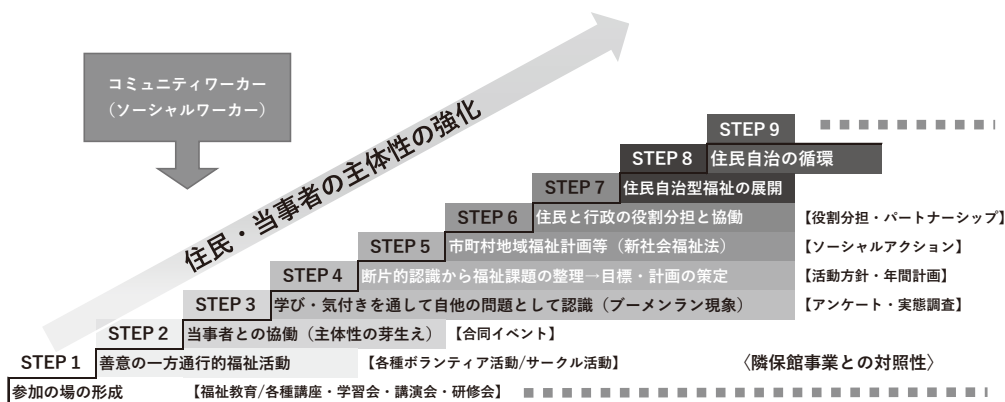 コミュニティワーカー
（ソーシャルワーカー）
住民・当事者の主体性の強化
STEP 9
STEP 8 住民自治の循環
STEP 7 住民自治型福祉の展開
STEP 6 住民と行政の役割分担と協働 【役割分担・パートナーシップ】
STEP 5 市町村地域福祉計画等（新社会福祉法） 【ソーシャルアクション】
STEP 4 断片的認識から福祉課題の整理→目標・計画の策定 【活動方針・年間計画】
STEP 3 学び・気付きを通して自他の問題として認識（ブーメンラン現象） 【アンケート・実態調査】
STEP 2 当事者との協働（主体性の芽生え） 【合同イベント】
STEP 1 善意の一方通行的福祉活動 【各種ボランティア活動/サークル活動】 〈隣保館事業との対照性〉
参加の場の形成 【福祉教育/各種講座・学習会・講演会・研修会】